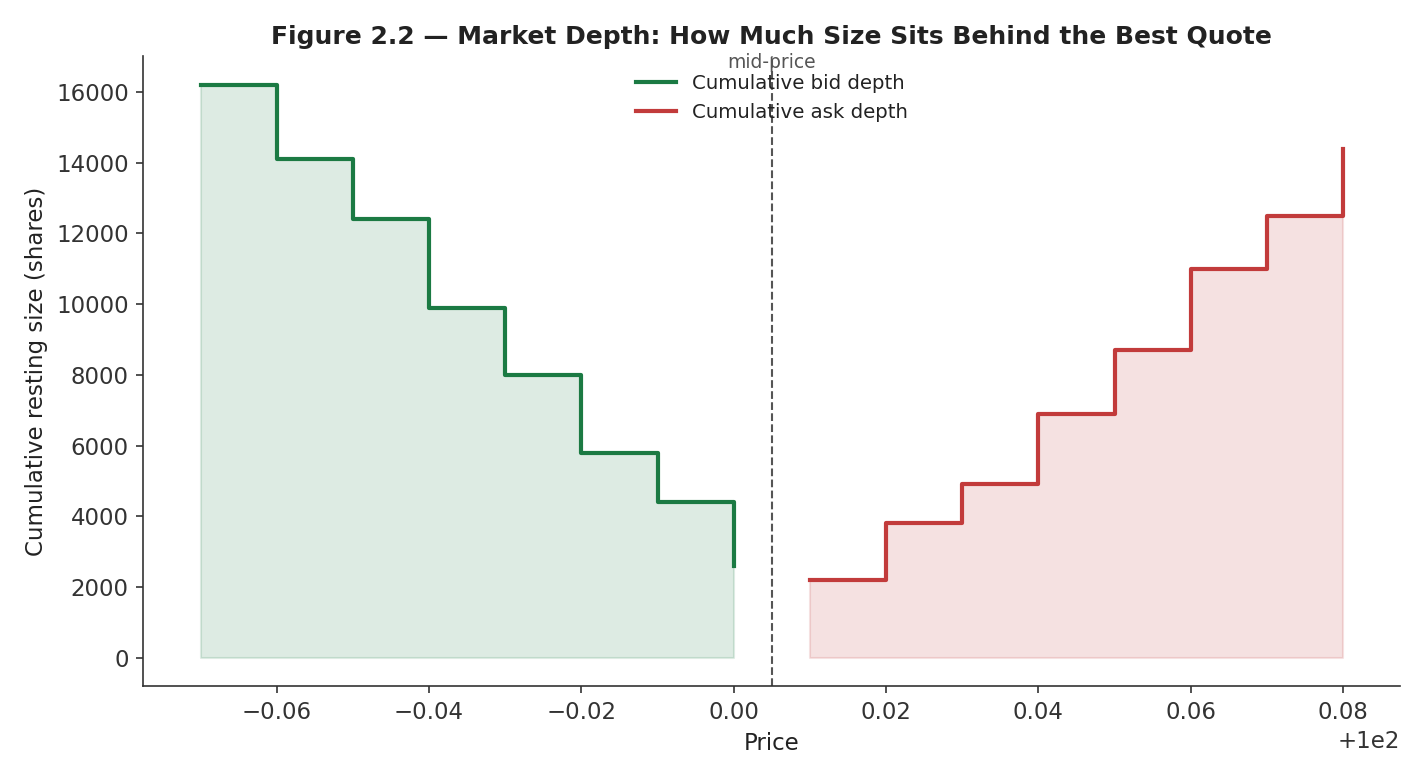 Figure 2.2 — Market Depth: How Much Size Sits Behind the Best Quote
mid-price
Cumulative bid depth
Cumulative ask depth
Cumulative resting size (shares)
16000
14000
12000
10000
8000
6000
4000
2000
0
−0.06 −0.04 −0.02 0.00 0.02 0.04 0.06 0.08
Price
+1e2